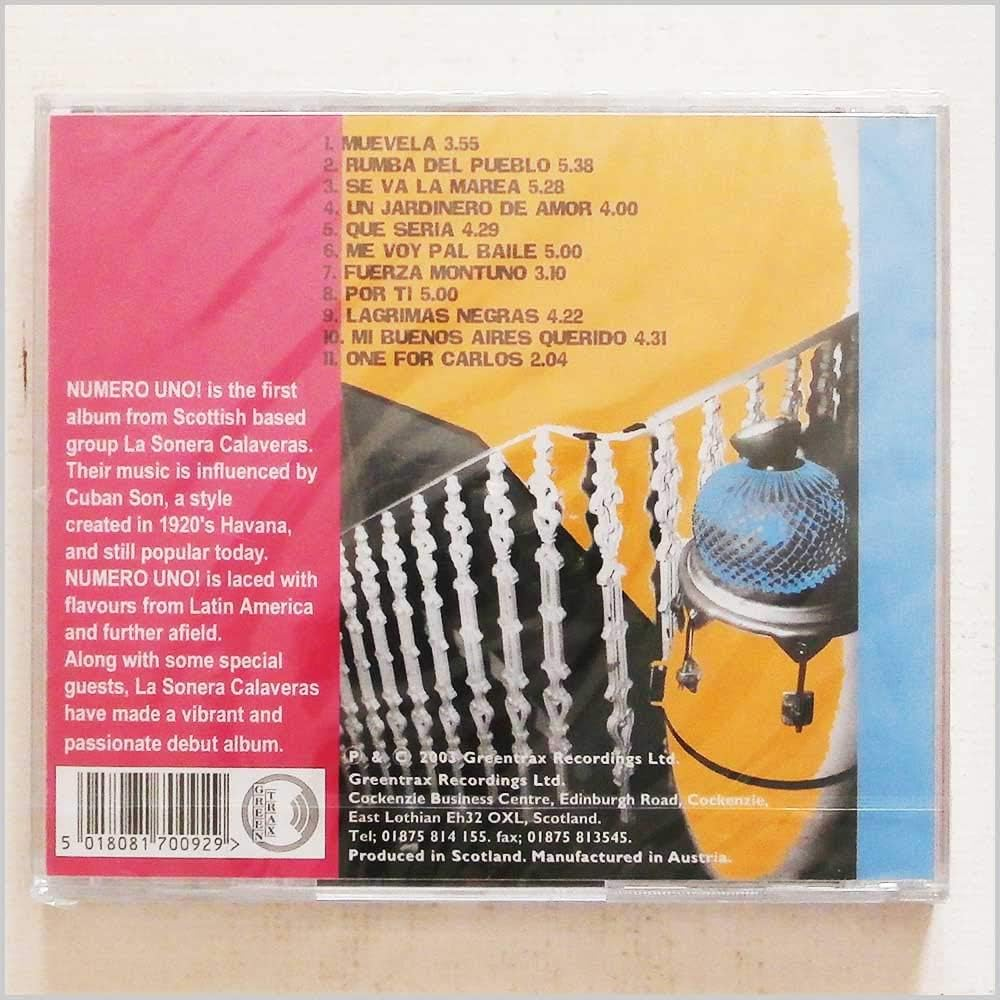 1. MUEVELA 3.55
2. RUMBA DEL PUEBLO 5.38
3. SE VA LA MAREA 5.28
4. UN JARDINERO DE AMOR 4.00
5. QUE SERIA 4.29
6. ME VOY PAL BAILE 5.00
7. FUERZA MONTUNO 3.10
8. POR TI 5.00
9. LAGRIMAS NEGRAS 4.22
10. MI BUENOS AIRES QUERIDO 4.31
11. ONE FOR CARLOS 2.04
NUMERO UNO! is the first
album from Scottish based
group La Sonera Calaveras.
Their music is influenced by
Cuban Son, a style
created in 1920's Havana,
and still popular today.
NUMERO UNO! is laced with
flavours from Latin America
and further afield.
Along with some special
guests, La Sonera Calaveras
have made a vibrant and
passionate debut album.
P & © 2003 Greentrax Recordings Ltd.
Greentrax Recordings Ltd.
Cockenzie Business Centre, Edinburgh Road, Cockenzie,
East Lothian Eh32 OXL, Scotland.
Tel; 01875 814 155. fax; 01875 813545.
Produced in Scotland. Manufactured in Austria.
GREEN
TRAX
5 018081 700929 >